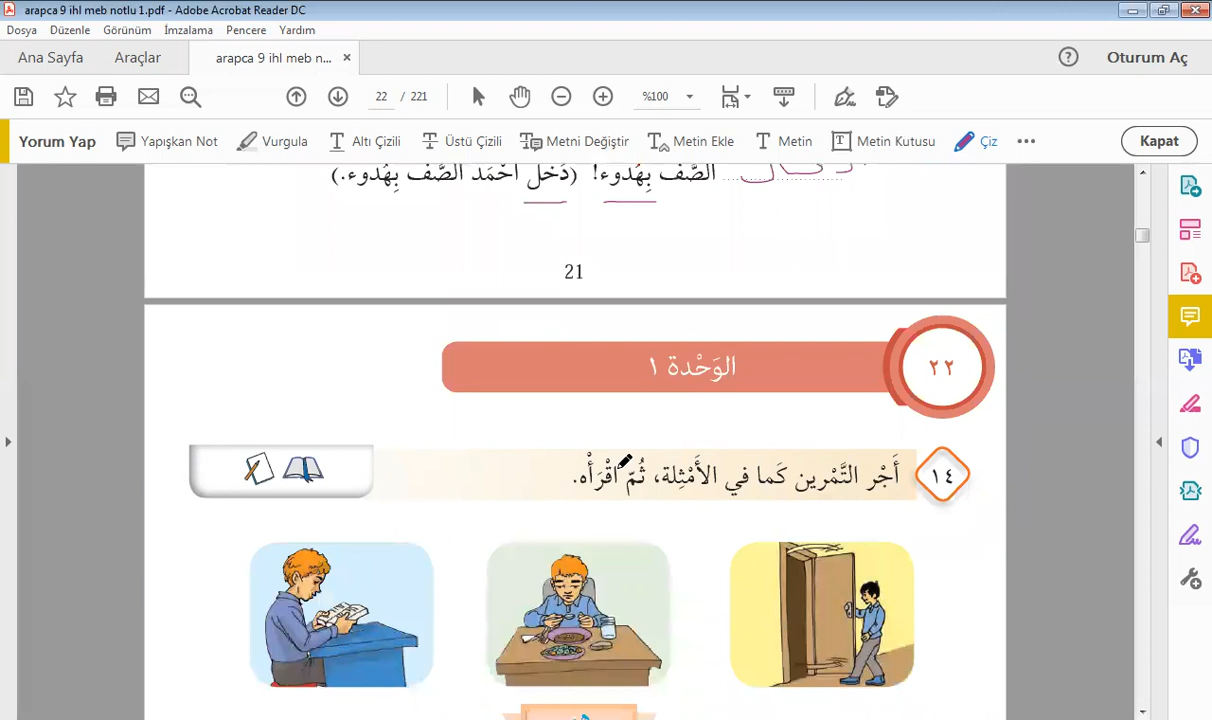 arapca 9 ihl meb notlu 1.pdf - Adobe Acrobat Reader DC
Dosya Düzenle Görünüm İmzalama Pencere Yardım
Ana Sayfa Araçlar arapca 9 ihl meb n... × Oturum Aç
22 / 221 %100
Yorum Yap Yapışkan Not Vurgula Altı Çizili Üstü Çizili Metni Değiştir Metin Ekle Metin Metin Kutusu Çiz Kapat
الصَّف بِهُدوء! (دَخَلَ أَحْمَد الصَّف بِهُدوء.)
21
٢٢
الوَحْدة ١
١٤ أَجْرِ التَّمْرين كَما في الأَمْثِلة، ثُمّ اقْرَأْه.